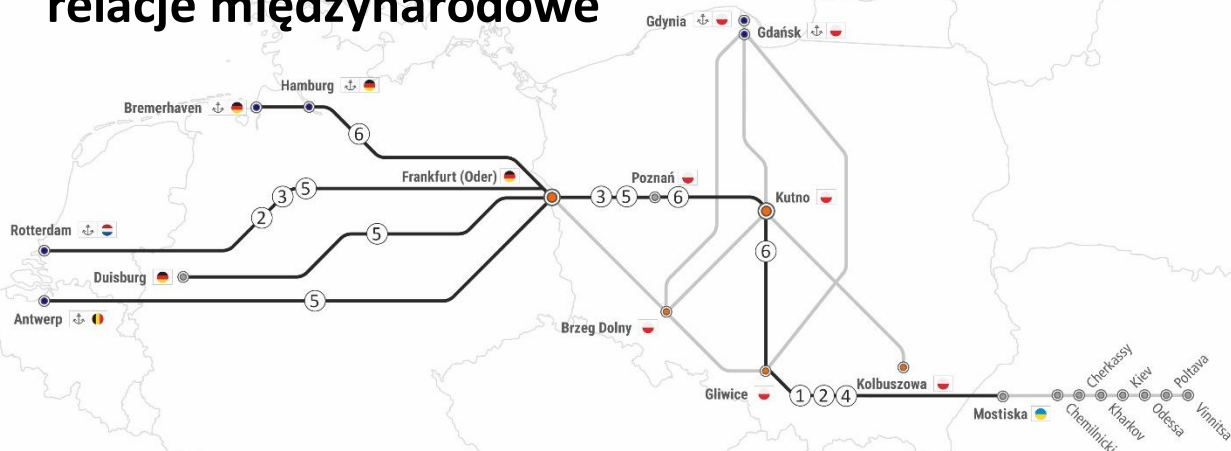 relacje międzynarodowe
Gdynia
Gdańsk
Hamburg
Bremerhaven
6
Frankfurt (Oder)
Poznań
2 3 5
3 5 6
Kutno
Rotterdam
5
6
Duisburg
5
Antwerp
Brzeg Dolny
Gliwice
1 2 4
Kolbuszowa
Mostiska
Chemilnicki
Cherkassy
Kharkov
Kiev
Odessa
Poltava
Vinnitsa